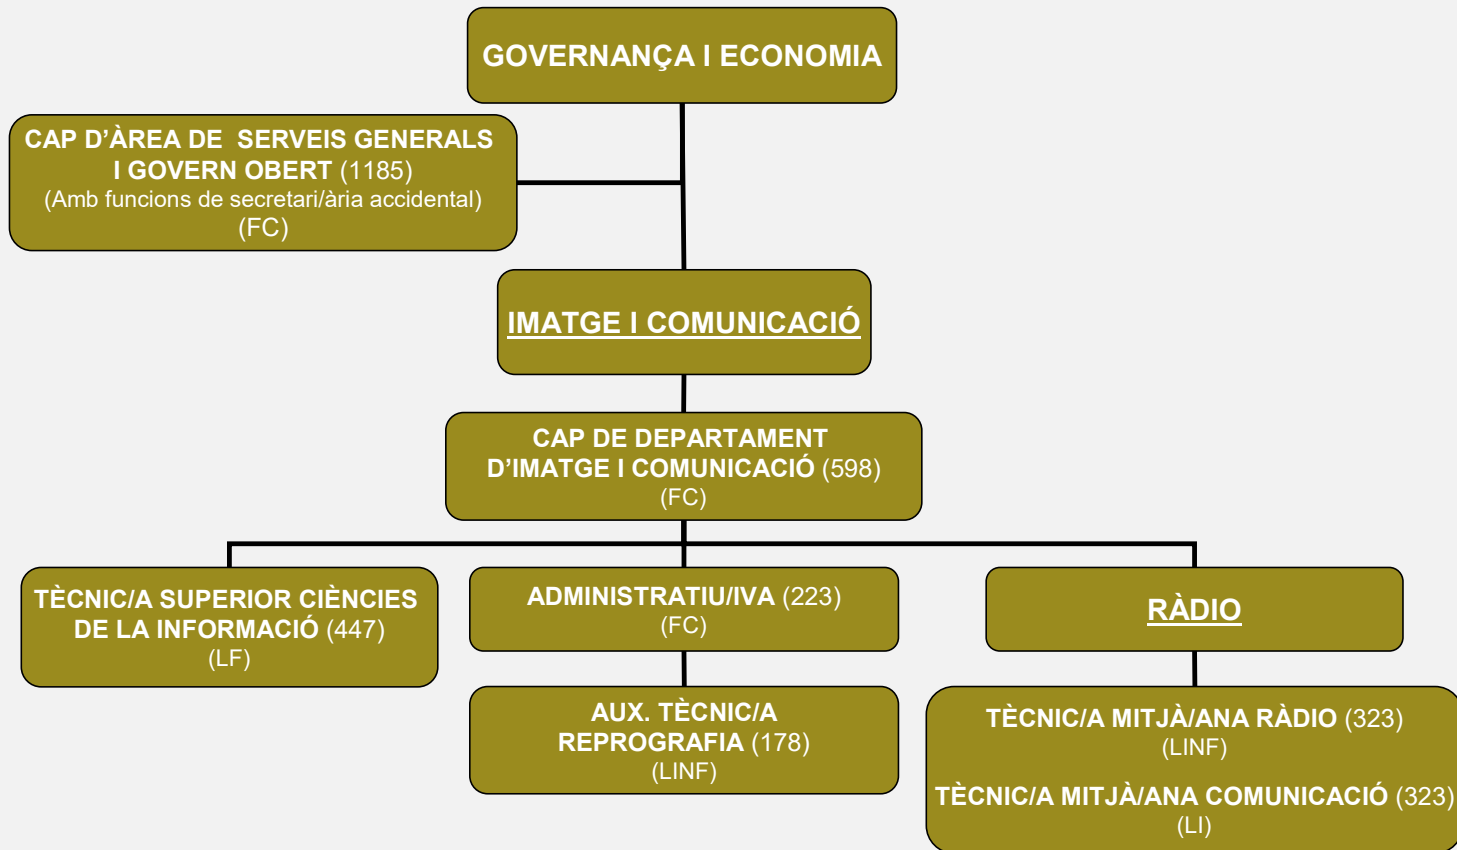 GOVERNANÇA I ECONOMIA
CAP D’ÀREA DE SERVEIS GENERALS
I GOVERN OBERT (1185)
(Amb funcions de secretari/ària accidental)
(FC)
IMATGE I COMUNICACIÓ
CAP DE DEPARTAMENT
D’IMATGE I COMUNICACIÓ (598)
(FC)
TÈCNIC/A SUPERIOR CIÈNCIES
DE LA INFORMACIÓ (447)
(LF)
ADMINISTRATIU/IVA (223)
(FC)
RÀDIO
AUX. TÈCNIC/A
REPROGRAFIA (178)
(LINF)
TÈCNIC/A MITJÀ/ANA RÀDIO (323)
(LINF)
TÈCNIC/A MITJÀ/ANA COMUNICACIÓ (323)
(LI)